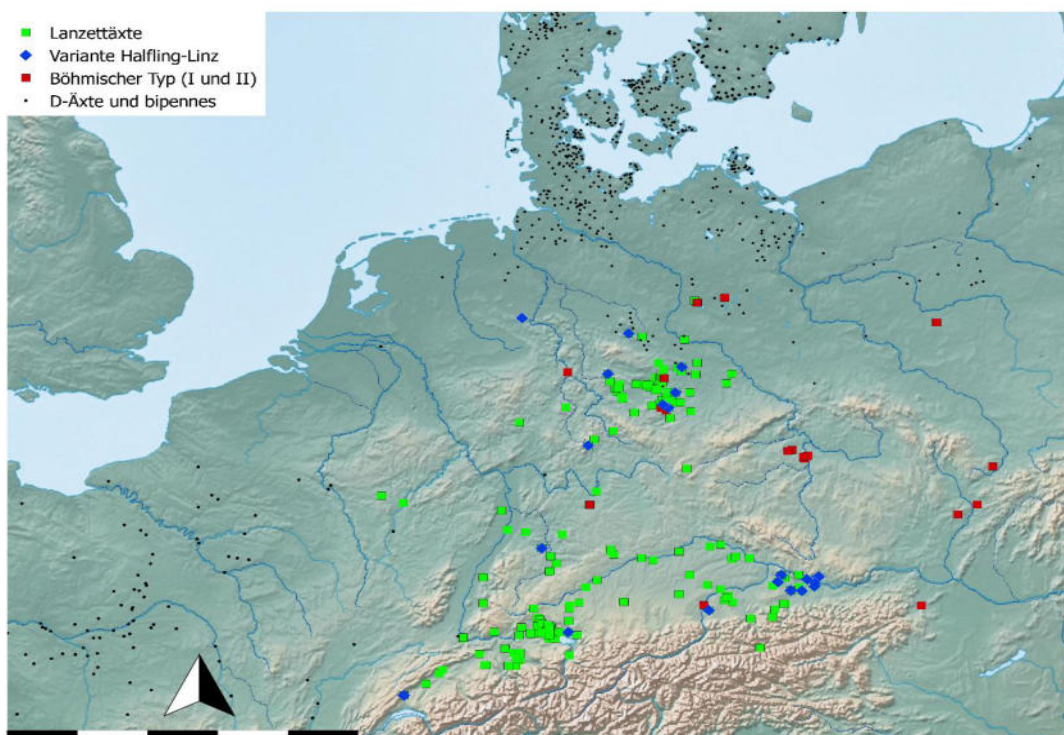 Lanzettäxte
Variante Halfling-Linz
Böhmischer Typ (I und II)
D-Äxte und bipennes